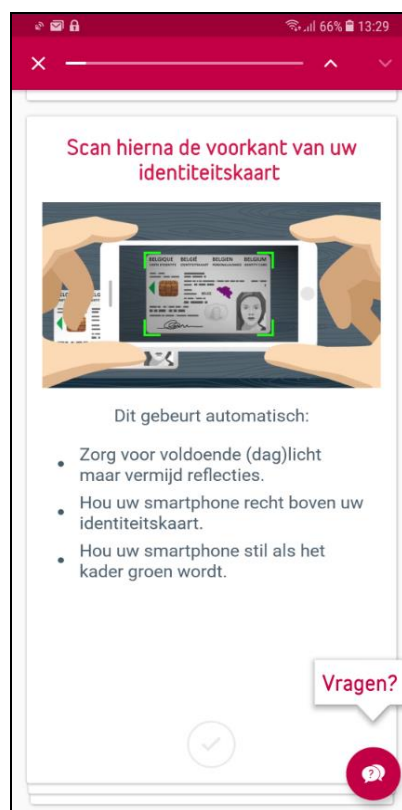 66% 13:29
Scan hierna de voorkant van uw
identiteitskaart
BELGIQUE BELGIË BELGIEN BELGIUM
Dit gebeurt automatisch:
Zorg voor voldoende (dag)licht
maar vermijd reflecties.
Hou uw smartphone recht boven uw
identiteitskaart.
Hou uw smartphone stil als het
kader groen wordt.
Vragen?